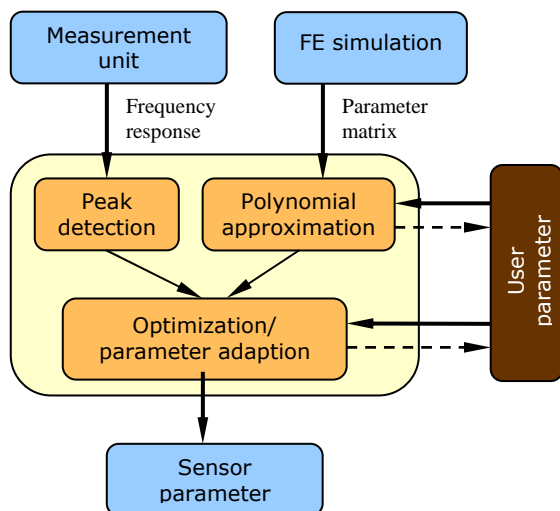 Measurement
unit
FE simulation
Frequency
response
Parameter
matrix
Peak
detection
Polynomial
approximation
User
parameter
Optimization/
parameter adaption
Sensor
parameter